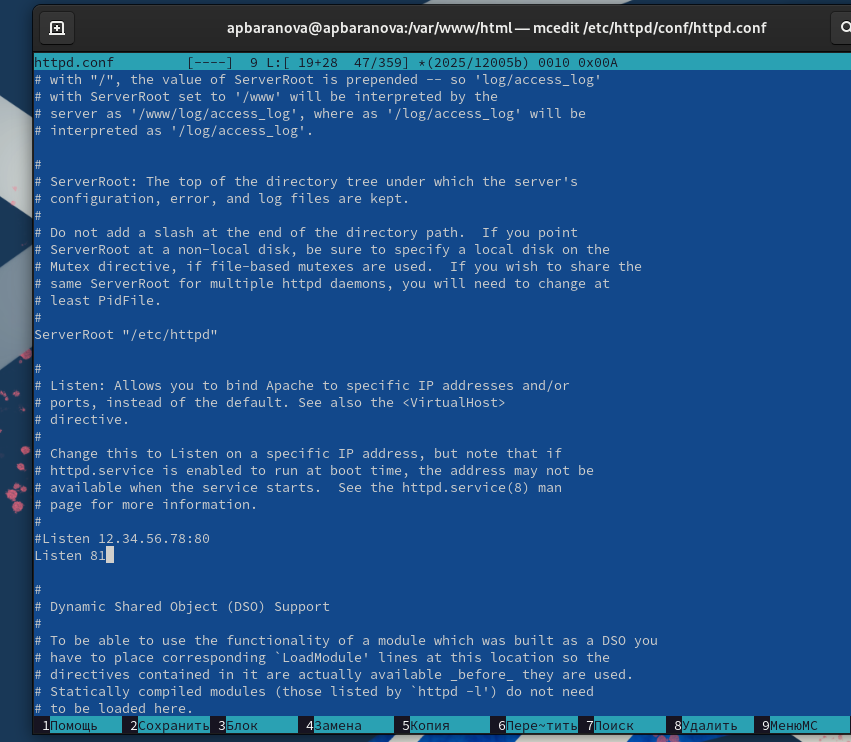 apbaranova@apbaranova:/var/www/html — mcedit /etc/httpd/conf/httpd.conf
httpd.conf         [----]  9 L:[ 19+28  47/359] *(2025/12005b) 0010 0x00A
# with "/", the value of ServerRoot is prepended -- so 'log/access_log'
# with ServerRoot set to '/www' will be interpreted by the
# server as '/www/log/access_log', where as '/log/access_log' will be
# interpreted as '/log/access_log'.
#
# ServerRoot: The top of the directory tree under which the server's
# configuration, error, and log files are kept.
#
# Do not add a slash at the end of the directory path.  If you point
# ServerRoot at a non-local disk, be sure to specify a local disk on the
# Mutex directive, if file-based mutexes are used.  If you wish to share the
# same ServerRoot for multiple httpd daemons, you will need to change at
# least PidFile.
#
ServerRoot "/etc/httpd"
#
# Listen: Allows you to bind Apache to specific IP addresses and/or
# ports, instead of the default. See also the <VirtualHost>
# directive.
#
# Change this to Listen on a specific IP address, but note that if
# httpd.service is enabled to run at boot time, the address may not be
# available when the service starts.  See the httpd.service(8) man
# page for more information.
#
#Listen 12.34.56.78:80
Listen 81
#
# Dynamic Shared Object (DSO) Support
#
# To be able to use the functionality of a module which was built as a DSO you
# have to place corresponding `LoadModule' lines at this location so the
# directives contained in it are actually available _before_ they are used.
# Statically compiled modules (those listed by `httpd -l') do not need
# to be loaded here.
1Помощь 2Сохранить 3Блок 4Замена 5Копия 6Пере~тить 7Поиск 8Удалить 9МенюMC